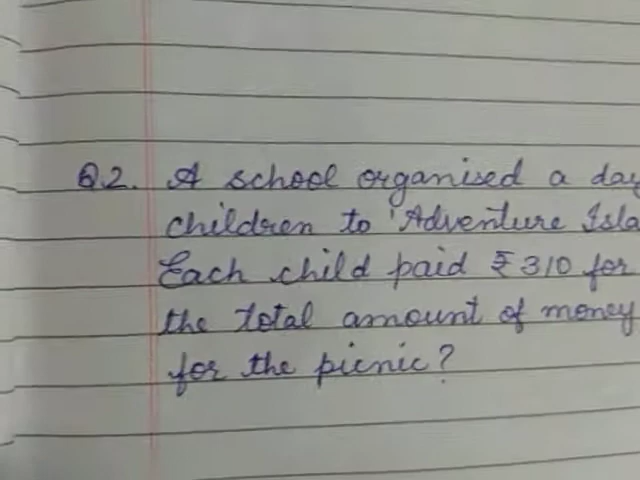 Q.2. A school organised a day
children to 'Adventure Isla
Each child paid ₹310 for
the total amount of money
for the picnic?